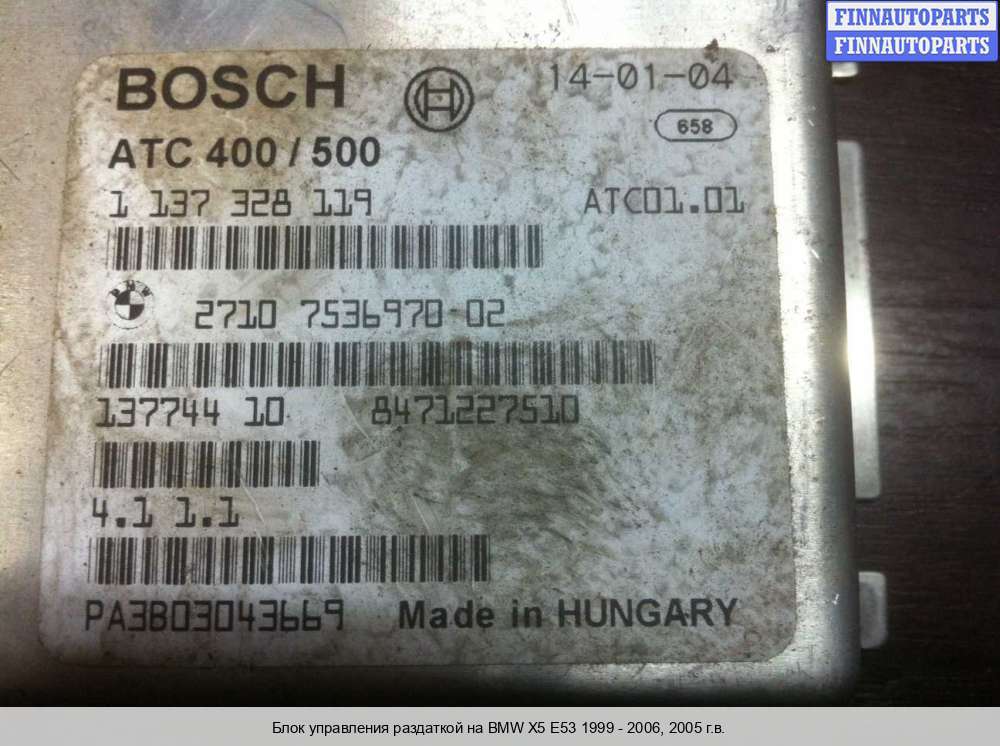 FINNAUTOPARTS
FINNAUTOPARTS
BOSCH
14-01-04
658
ATC 400 / 500
1 137 328 119
ATC01.01
BMW
2710 7536970 02
137744 10 8471227510
4.1 1.1
PA3803043669
Made in HUNGARY
Блок управления раздаткой на BMW X5 E53 1999 - 2006, 2005 г.в.